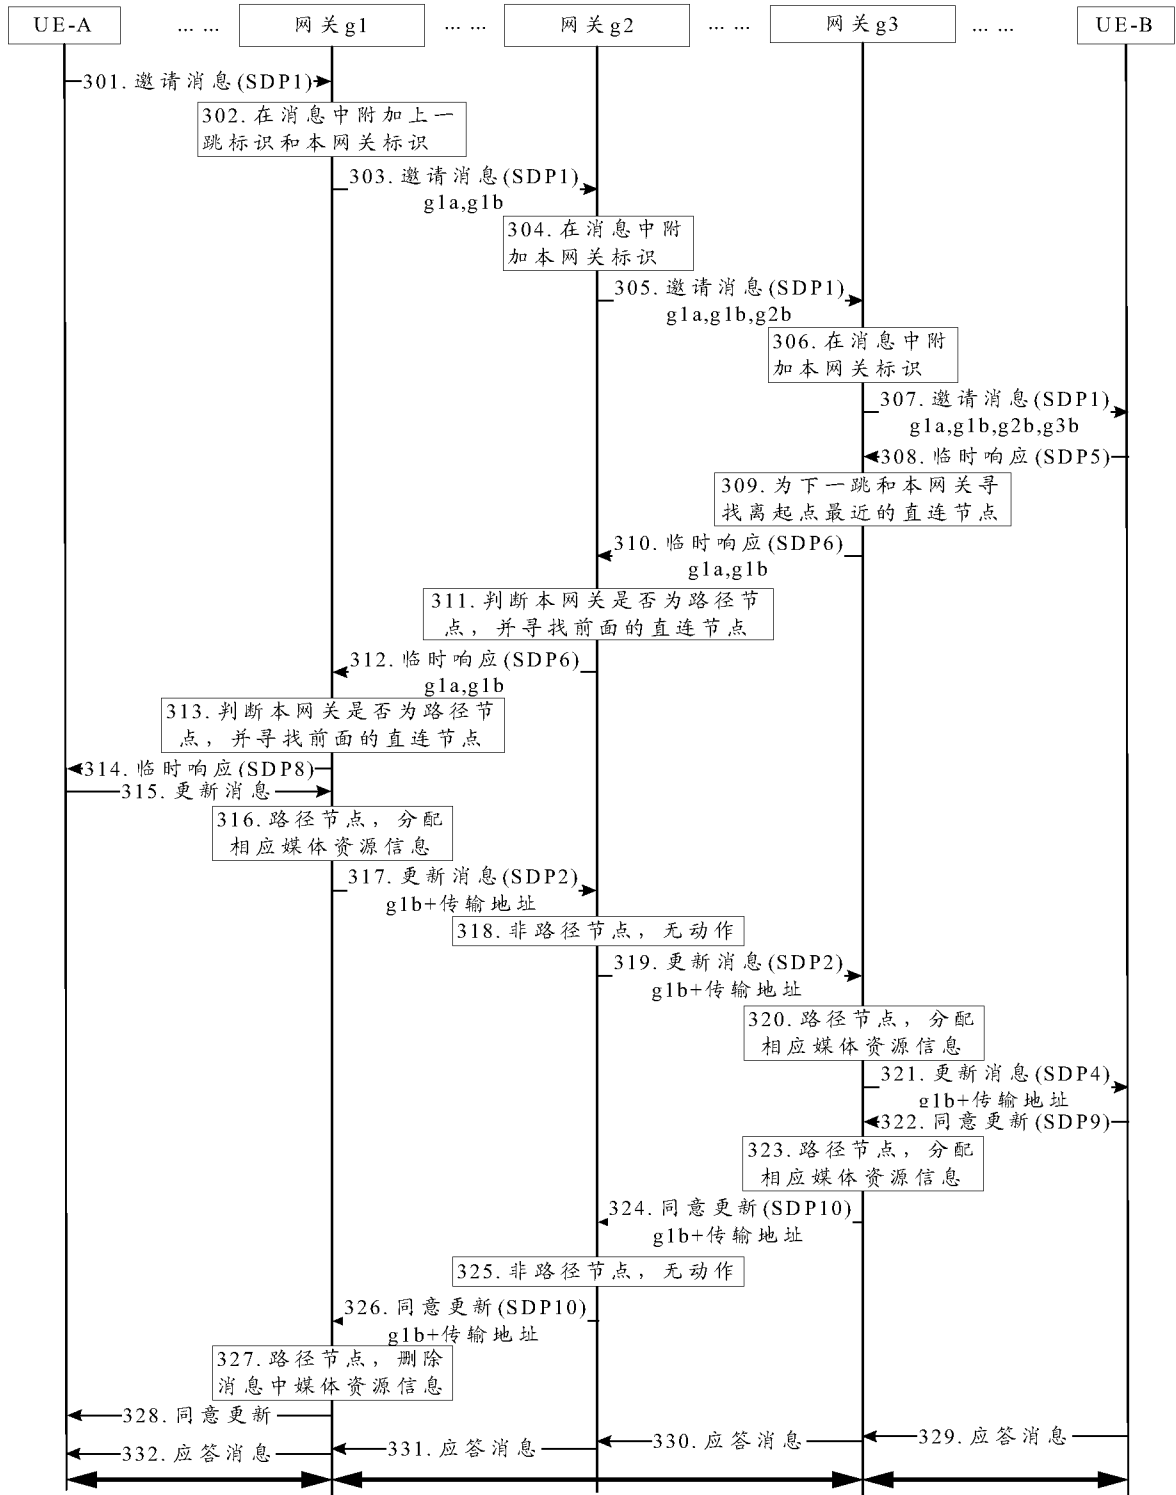 UE-A
... ...
网关g1
... ...
网关g2
... ...
网关g3
... ...
UE-B
301.邀请消息(SDP1)
302.在消息中附加上一
跳标识和本网关标识
303.邀请消息(SDP1)
g1a,g1b
304.在消息中附
加本网关标识
305.邀请消息(SDP1)
g1a,g1b,g2b
306.在消息中附
加本网关标识
307.邀请消息(SDP1)
g1a,g1b,g2b,g3b
308.临时响应(SDP5)
309.为下一跳和本网关寻
找离起点最近的直连节点
310.临时响应(SDP6)
g1a,g1b
311.判断本网关是否为路径节
点，并寻找前面的直连节点
312.临时响应(SDP6)
g1a,g1b
313.判断本网关是否为路径节
点，并寻找前面的直连节点
314.临时响应(SDP8)
315.更新消息
316.路径节点，分配
相应媒体资源信息
317.更新消息(SDP2)
g1b+传输地址
318.非路径节点，无动作
319.更新消息(SDP2)
g1b+传输地址
320.路径节点，分配
相应媒体资源信息
321.更新消息(SDP4)
g1b+传输地址
322.同意更新(SDP9)
323.路径节点，分配
相应媒体资源信息
324.同意更新(SDP10)
g1b+传输地址
325.非路径节点，无动作
326.同意更新(SDP10)
g1b+传输地址
327.路径节点，删除
消息中媒体资源信息
328.同意更新
329.应答消息
330.应答消息
331.应答消息
332.应答消息